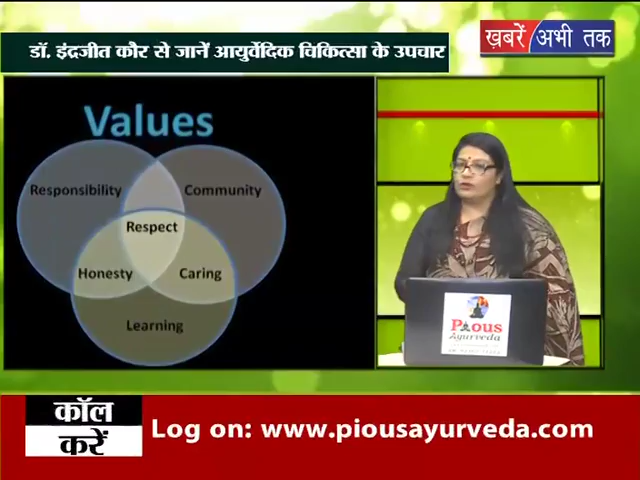 डॉ. इंद्रजीत कौर से जानें आयुर्वेदिक चिकित्सा के उपचार
ख़बरें अभी तक
Values
Responsibility
Community
Respect
Honesty
Caring
Learning
Pious
Ayurveda
कॉल
करें
Log on: www.piousayurveda.com